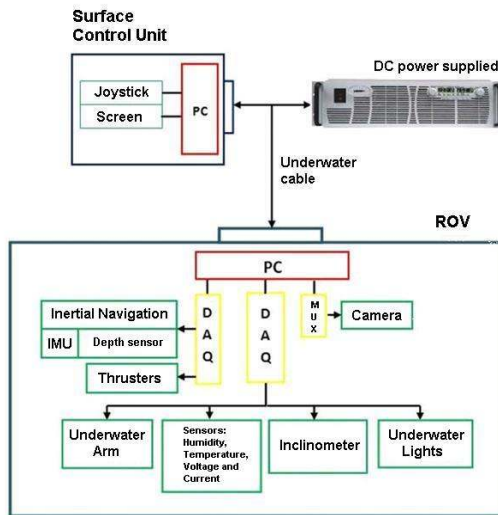 Surface
Control Unit
DC power supplied
Joystick
Screen
PC
Underwater
cable
ROV
PC
D
A
Q
D
A
Q
M
U
X
Inertial Navigation
IMU
Depth sensor
Camera
Thrusters
Underwater
Arm
Sensors:
Humidity,
Temperature,
Voltage and
Current
Inclinometer
Underwater
Lights